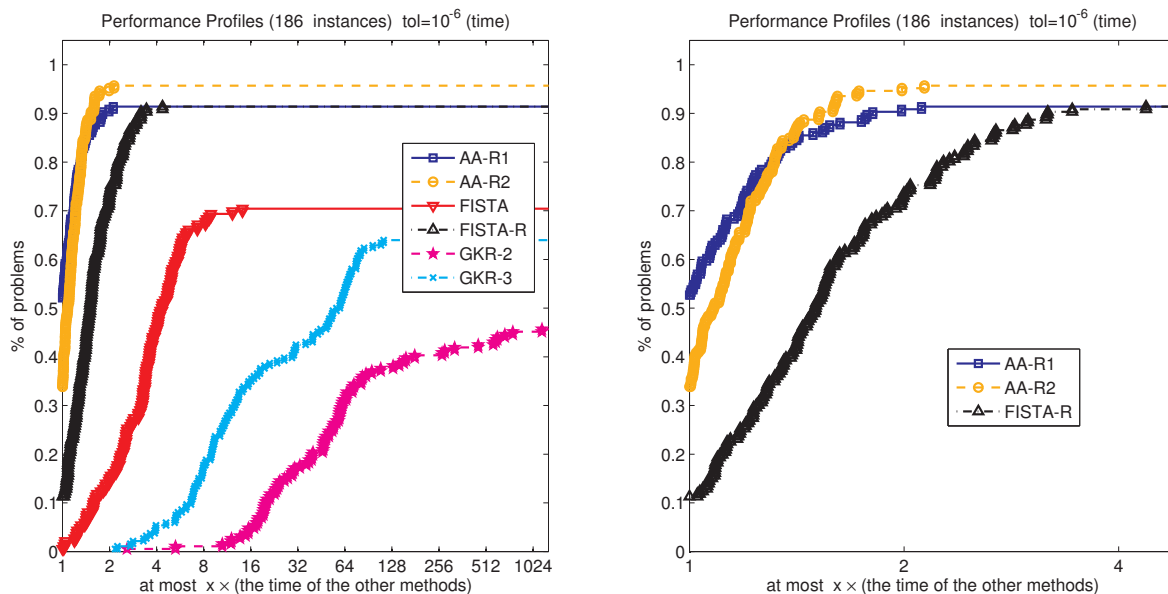 Performance Profiles (186 instances) tol=10^-6 (time)
1
0.9
0.8
0.7
0.6
0.5
0.4
0.3
0.2
0.1
0
% of problems
AA-R1
AA-R2
FISTA
FISTA-R
GKR-2
GKR-3
1 2 4 8 16 32 64 128 256 512 1024
at most x × (the time of the other methods)
Performance Profiles (186 instances) tol=10^-6 (time)
1
0.9
0.8
0.7
0.6
0.5
0.4
0.3
0.2
0.1
0
% of problems
AA-R1
AA-R2
FISTA-R
1 2 4
at most x × (the time of the other methods)